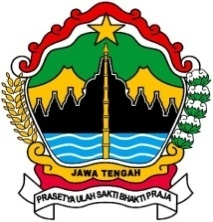 JAWA TENGAH
PRASETYA ULAH SAKTI BHAKTI PRAJA